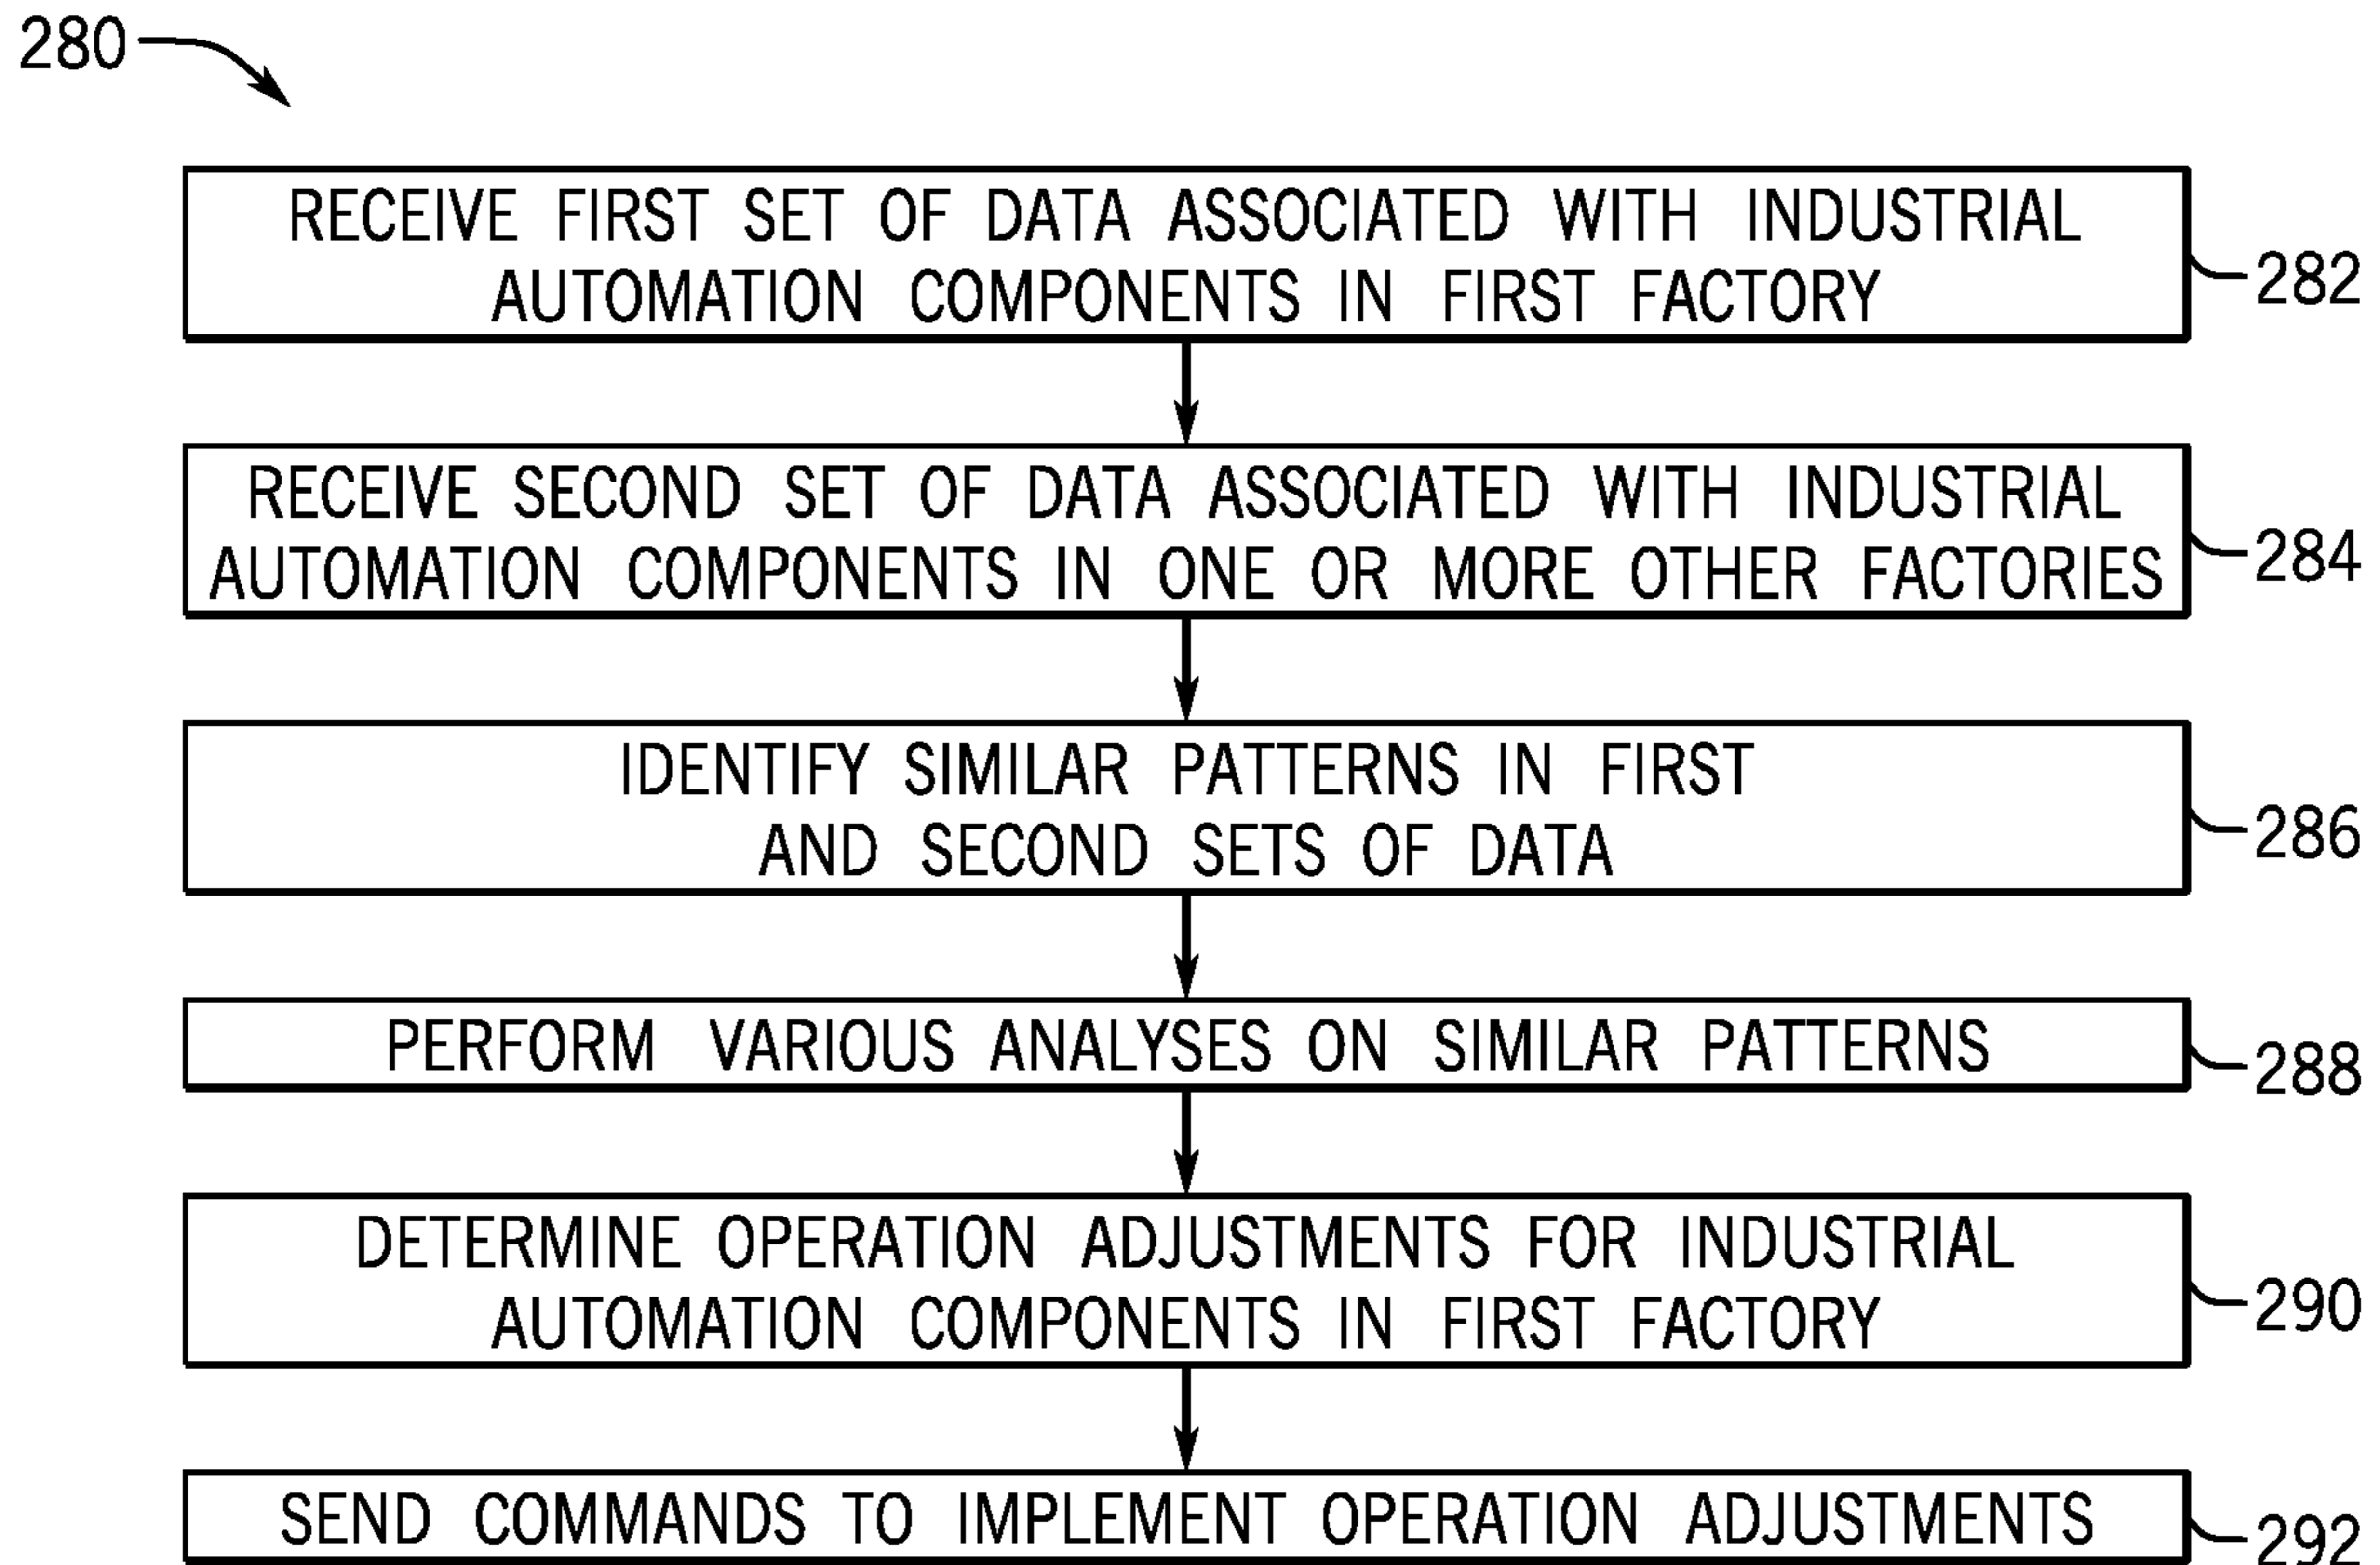 280
RECEIVE FIRST SET OF DATA ASSOCIATED WITH INDUSTRIAL
AUTOMATION COMPONENTS IN FIRST FACTORY
282
RECEIVE SECOND SET OF DATA ASSOCIATED WITH INDUSTRIAL
AUTOMATION COMPONENTS IN ONE OR MORE OTHER FACTORIES
284
IDENTIFY SIMILAR PATTERNS IN FIRST
AND SECOND SETS OF DATA
286
PERFORM VARIOUS ANALYSES ON SIMILAR PATTERNS
288
DETERMINE OPERATION ADJUSTMENTS FOR INDUSTRIAL
AUTOMATION COMPONENTS IN FIRST FACTORY
290
SEND COMMANDS TO IMPLEMENT OPERATION ADJUSTMENTS
292